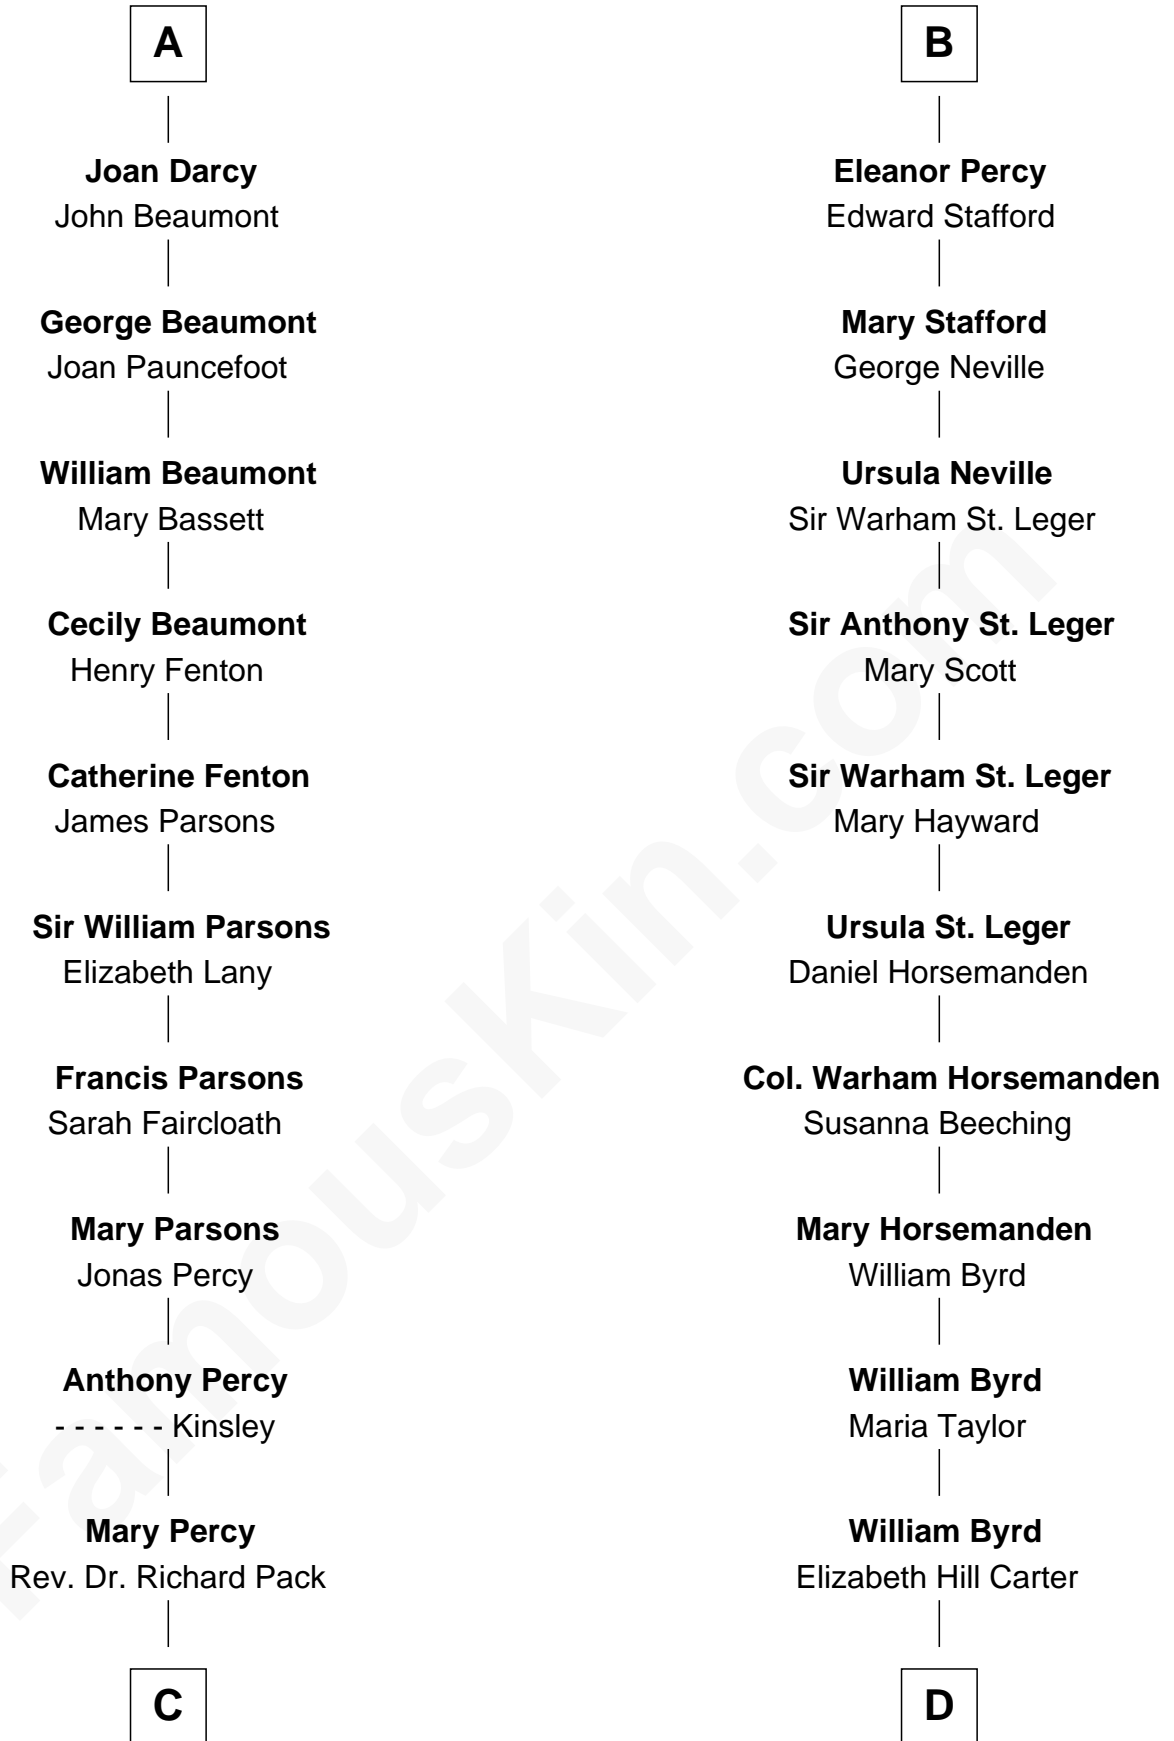 A
Joan Darcy
John Beaumont
George Beaumont
Joan Pauncefoot
William Beaumont
Mary Bassett
Cecily Beaumont
Henry Fenton
Catherine Fenton
James Parsons
Sir William Parsons
Elizabeth Lany
Francis Parsons
Sarah Faircloath
Mary Parsons
Jonas Percy
Anthony Percy
- - - - - - Kinsley
Mary Percy
Rev. Dr. Richard Pack
C
B
Eleanor Percy
Edward Stafford
Mary Stafford
George Neville
Ursula Neville
Sir Warham St. Leger
Sir Anthony St. Leger
Mary Scott
Sir Warham St. Leger
Mary Hayward
Ursula St. Leger
Daniel Horsemanden
Col. Warham Horsemanden
Susanna Beeching
Mary Horsemanden
William Byrd
William Byrd
Maria Taylor
William Byrd
Elizabeth Hill Carter
D
FamousKin.com